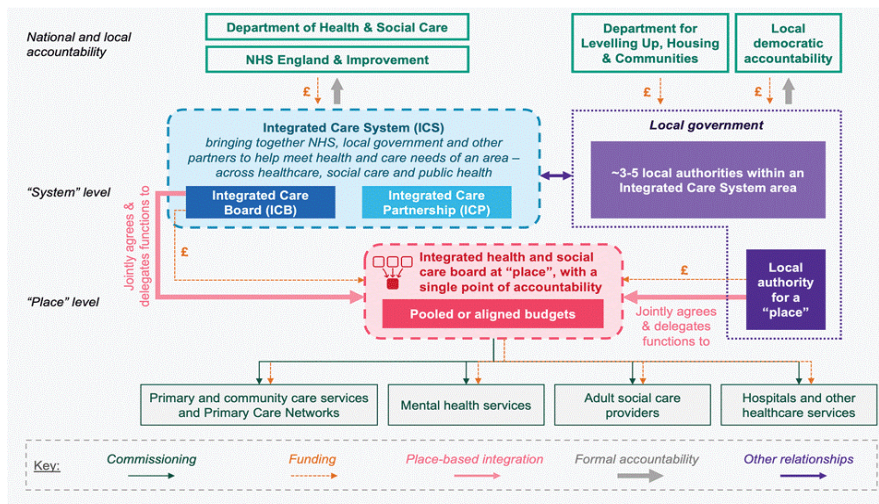 National and local
accountability
Department of Health & Social Care
NHS England & Improvement
Department for
Levelling Up, Housing
& Communities
Local
democratic
accountability
£
£
£
Integrated Care System (ICS)
bringing together NHS, local government and other
partners to help meet health and care needs of an area –
across healthcare, social care and public health
Local government
~3-5 local authorities within an
Integrated Care System area
"System" level
Integrated Care
Board (ICB)
Integrated Care
Partnership (ICP)
Jointly agrees &
delegates functions to
£
Integrated health and social
care board at "place", with a
single point of accountability
£
Local
authority
for a
"place"
"Place" level
Pooled or aligned budgets
Jointly agrees
& delegates
functions to
Primary and community care services
and Primary Care Networks
Mental health services
Adult social care
providers
Hospitals and other
healthcare services
Key:
Commissioning
Funding
Place-based integration
Formal accountability
Other relationships